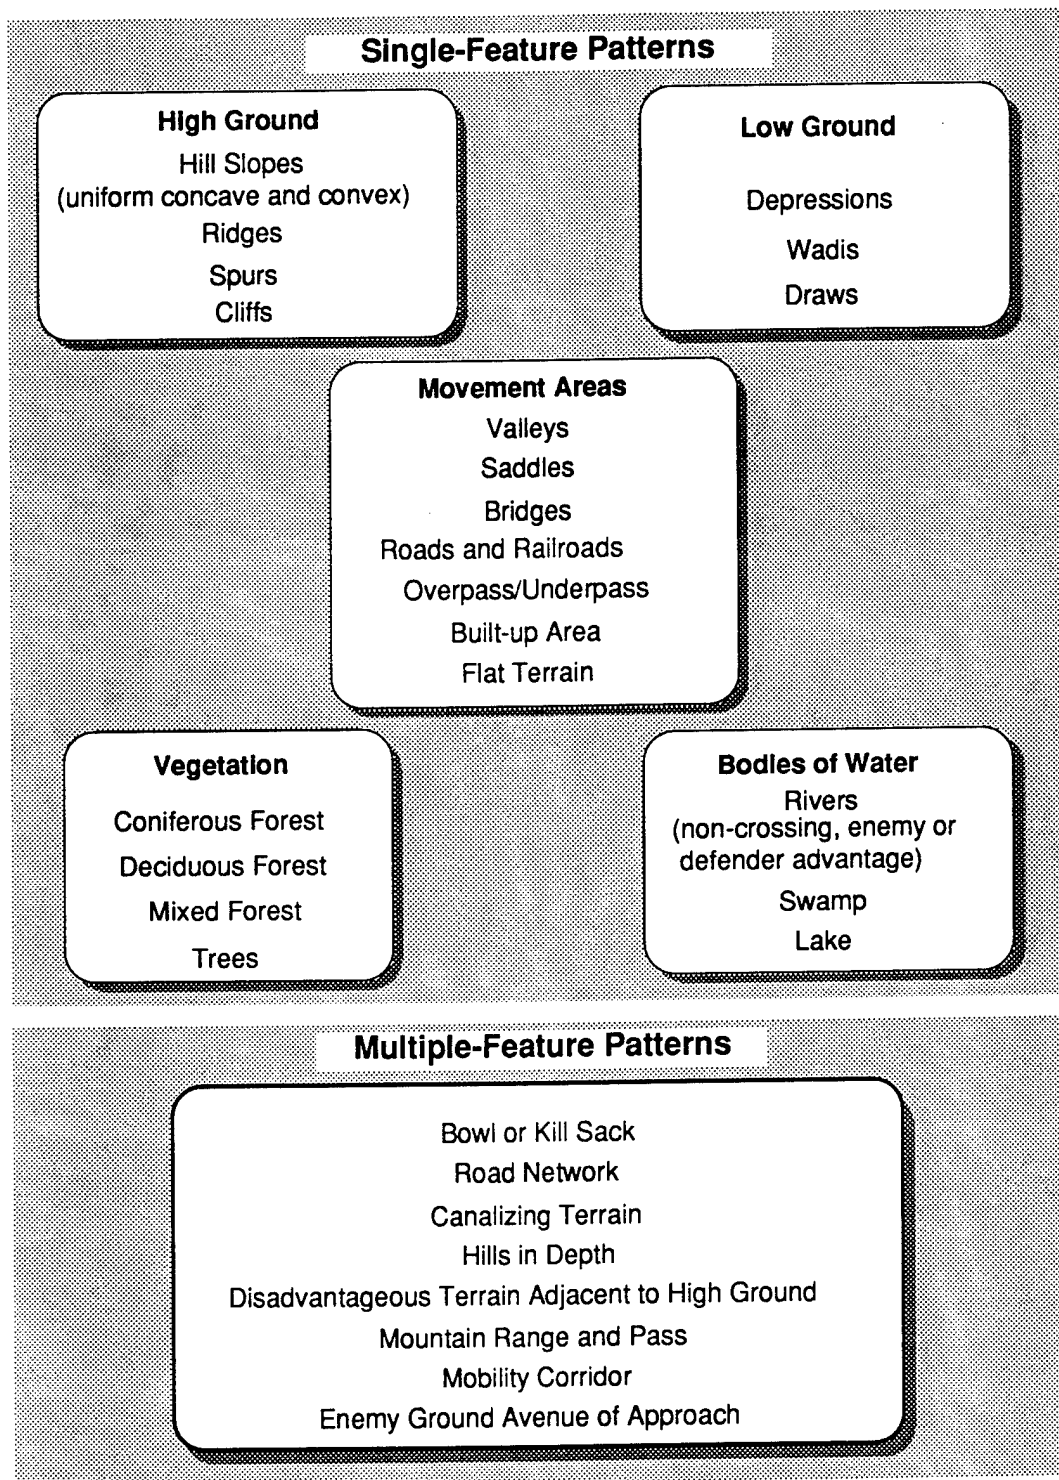 Single-Feature Patterns
High Ground
Hill Slopes
(uniform concave and convex)
Ridges
Spurs
Cliffs
Low Ground
Depressions
Wadis
Draws
Movement Areas
Valleys
Saddles
Bridges
Roads and Railroads
Overpass/Underpass
Built-up Area
Flat Terrain
Vegetation
Coniferous Forest
Deciduous Forest
Mixed Forest
Trees
Bodies of Water
Rivers
(non-crossing, enemy or
defender advantage)
Swamp
Lake
Multiple-Feature Patterns
Bowl or Kill Sack
Road Network
Canalizing Terrain
Hills in Depth
Disadvantageous Terrain Adjacent to High Ground
Mountain Range and Pass
Mobility Corridor
Enemy Ground Avenue of Approach